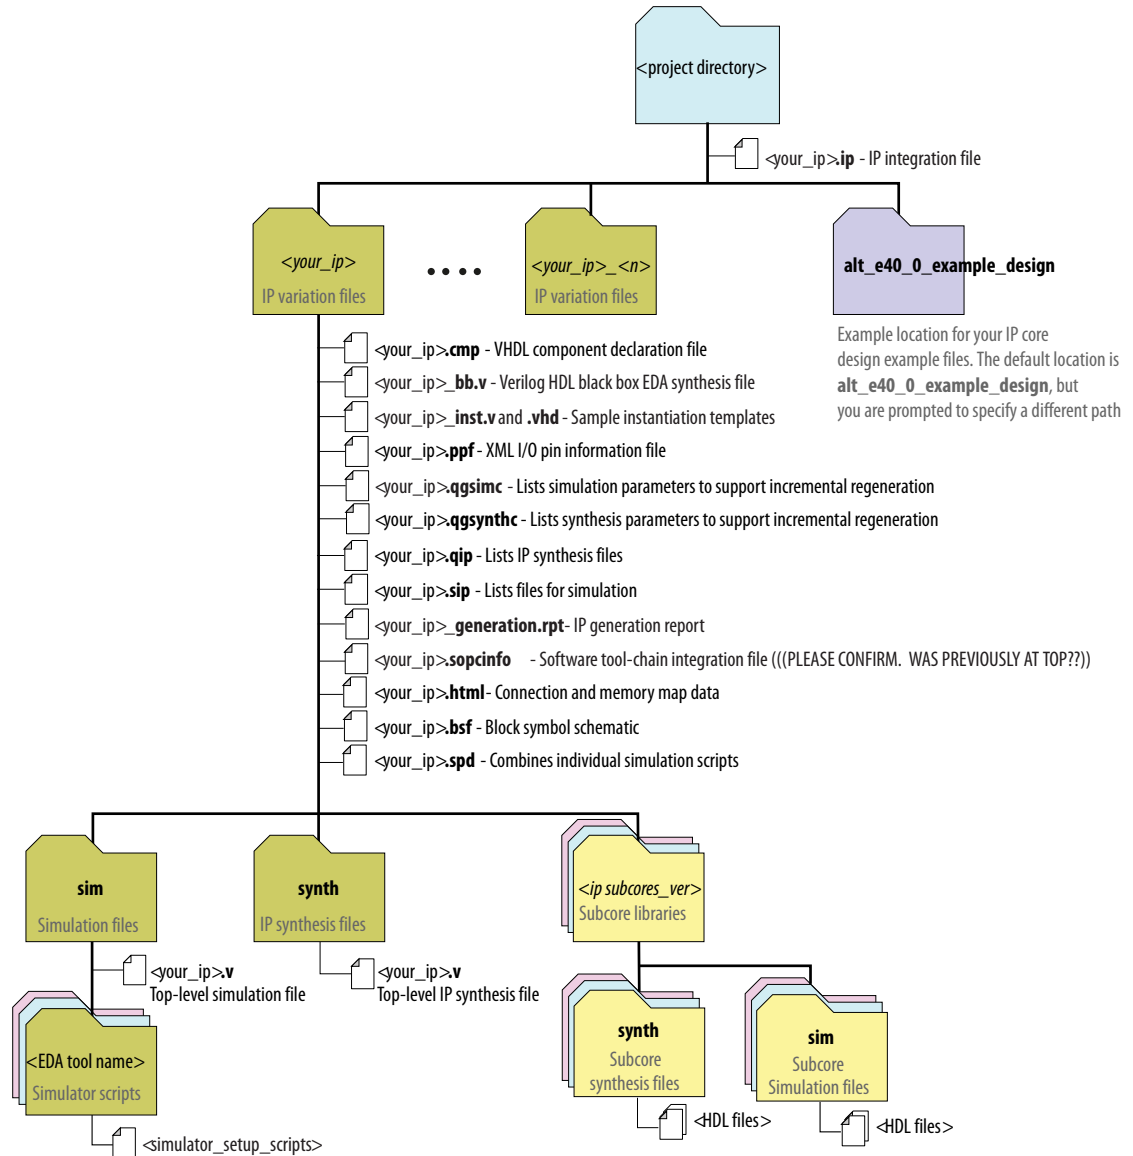 <project directory>
<your_ip>.ip - IP integration file
<your_ip>
IP variation files
<your_ip>_<n>
IP variation files
alt_e40_0_example_design
Example location for your IP core
design example files. The default location is
alt_e40_0_example_design, but
you are prompted to specify a different path
<your_ip>.cmp - VHDL component declaration file
<your_ip>_bb.v - Verilog HDL black box EDA synthesis file
<your_ip>_inst.v and .vhd - Sample instantiation templates
<your_ip>.ppf - XML I/O pin information file
<your_ip>.qgsimc - Lists simulation parameters to support incremental regeneration
<your_ip>.qgsynthc - Lists synthesis parameters to support incremental regeneration
<your_ip>.qip - Lists IP synthesis files
<your_ip>.sip - Lists files for simulation
<your_ip>_generation.rpt- IP generation report
<your_ip>.sopcinfo - Software tool-chain integration file (((PLEASE CONFIRM. WAS PREVIOUSLY AT TOP??))
<your_ip>.html- Connection and memory map data
<your_ip>.bsf - Block symbol schematic
<your_ip>.spd - Combines individual simulation scripts
sim
Simulation files
synth
IP synthesis files
<ip subcores_ver>
Subcore libraries
<your_ip>.v
Top-level simulation file
<your_ip>.v
Top-level IP synthesis file
<EDA tool name>
Simulator scripts
synth
Subcore
synthesis files
sim
Subcore
Simulation files
<HDL files>
<HDL files>
<simulator_setup_scripts>